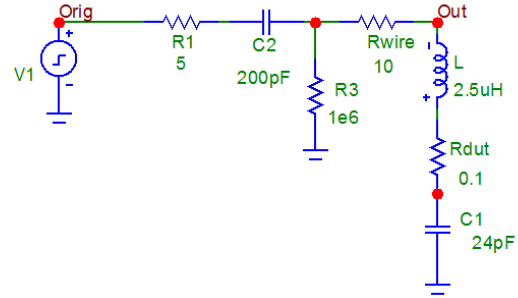 Orig
V1
R1
5
C2
200pF
R3
1e6
Rwire
10
Out
L
2.5uH
Rdut
0.1
C1
24pF